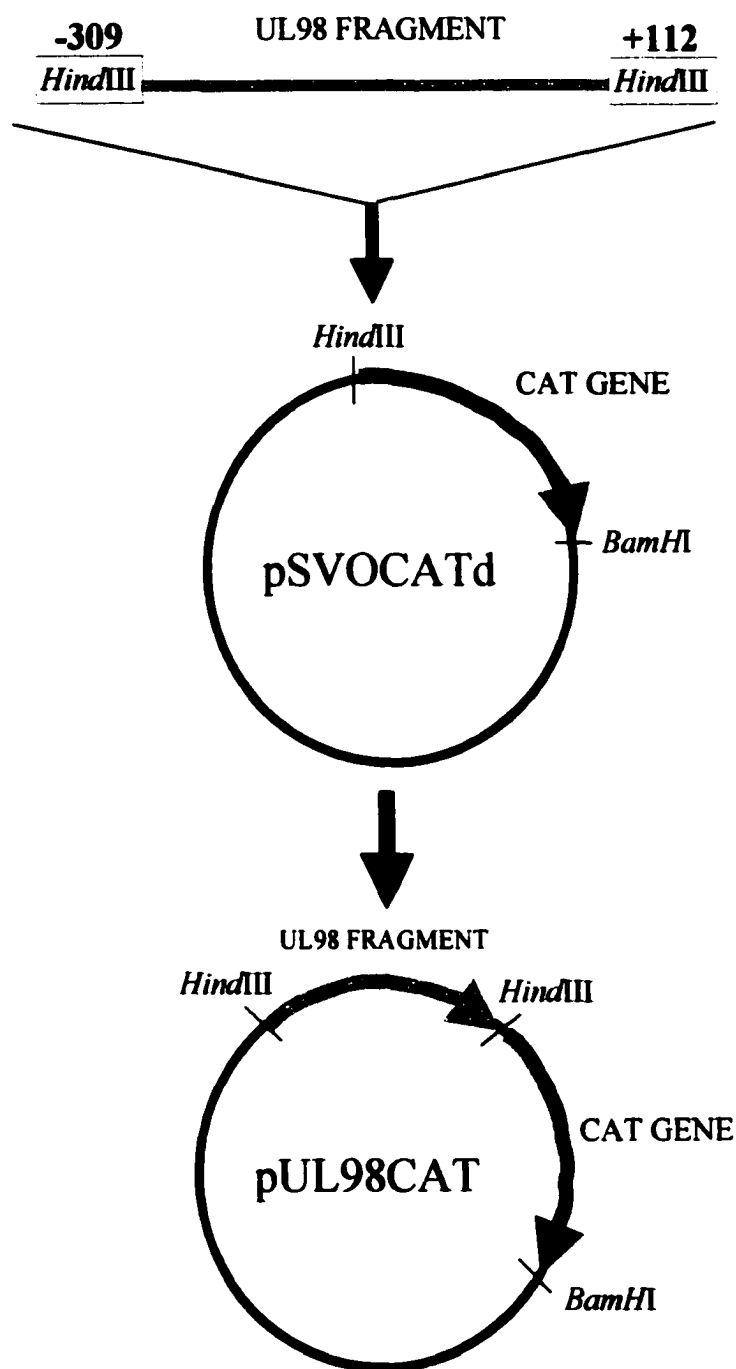 -309 UL98 FRAGMENT +112
HindIII HindIII
HindIII
CAT GENE
BamHI
pSVOCATd
UL98 FRAGMENT
HindIII HindIII
CAT GENE
pUL98CAT
BamHI